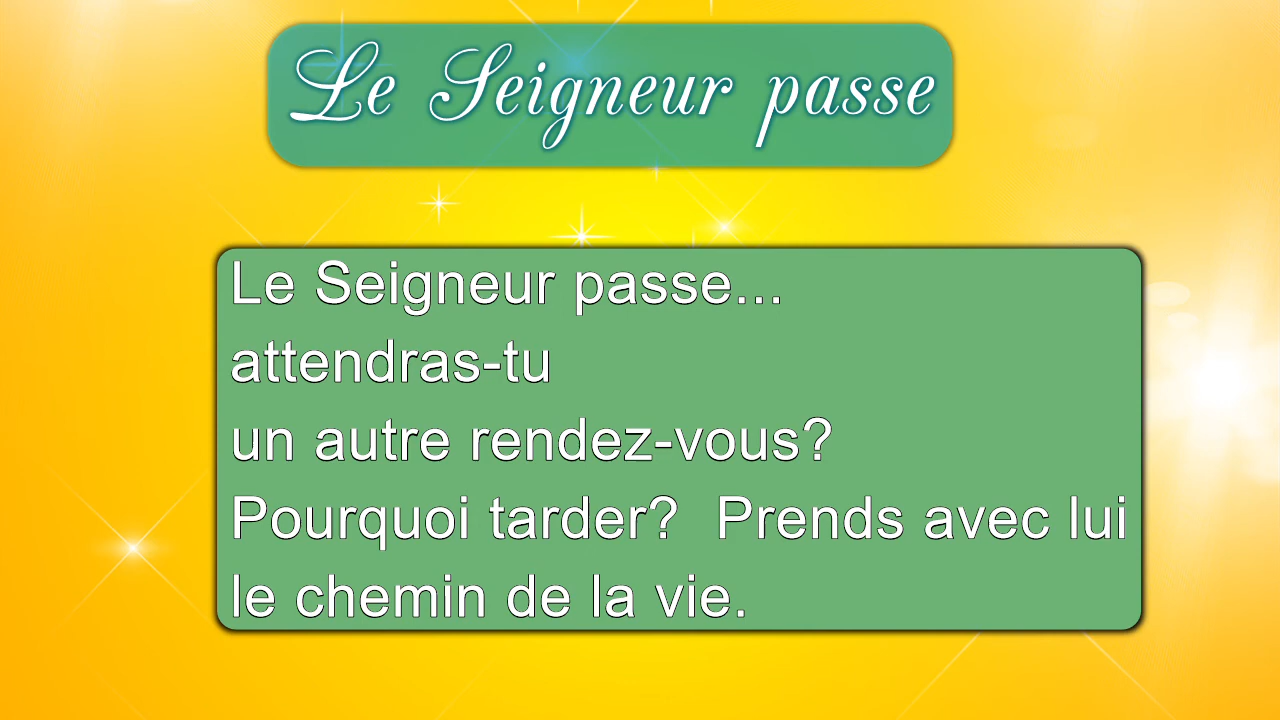 Le Seigneur passe
Le Seigneur passe...
attendras-tu
un autre rendez-vous?
Pourquoi tarder?  Prends avec lui
le chemin de la vie.